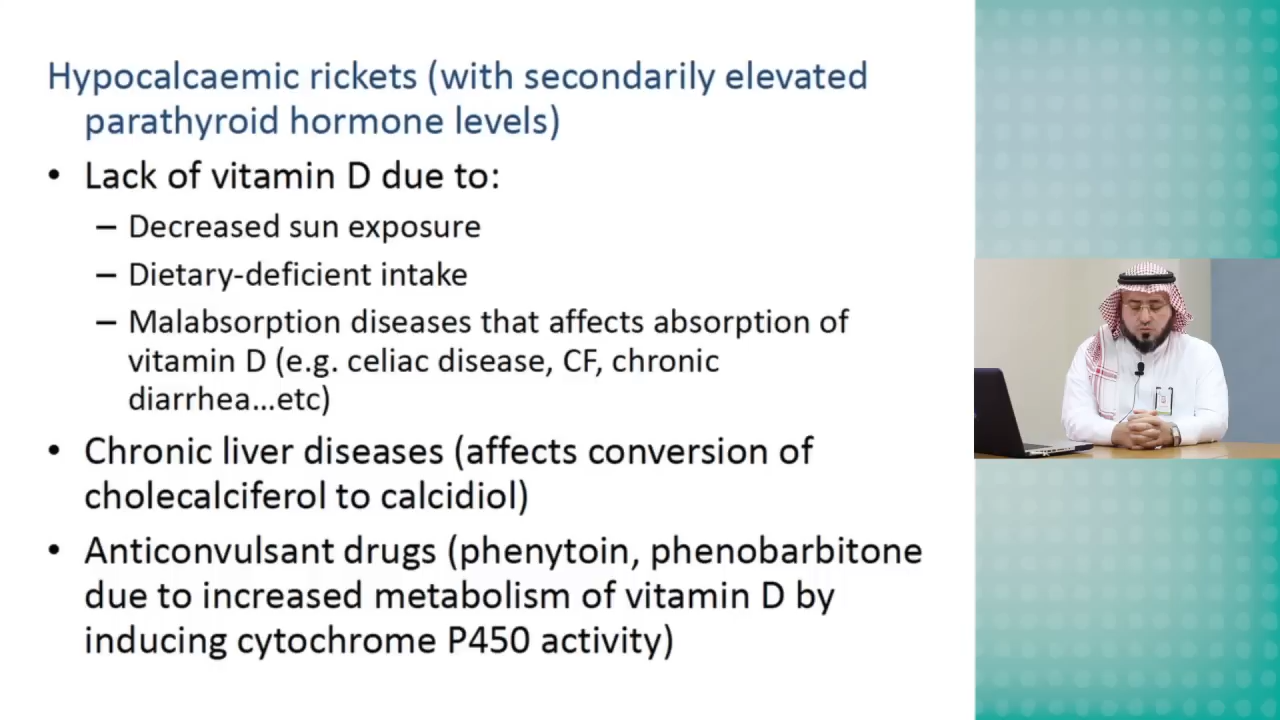 Hypocalcaemic rickets (with secondarily elevated
parathyroid hormone levels)
• Lack of vitamin D due to:
– Decreased sun exposure
– Dietary-deficient intake
– Malabsorption diseases that affects absorption of
vitamin D (e.g. celiac disease, CF, chronic
diarrhea…etc)
• Chronic liver diseases (affects conversion of
cholecalciferol to calcidiol)
• Anticonvulsant drugs (phenytoin, phenobarbitone
due to increased metabolism of vitamin D by
inducing cytochrome P450 activity)